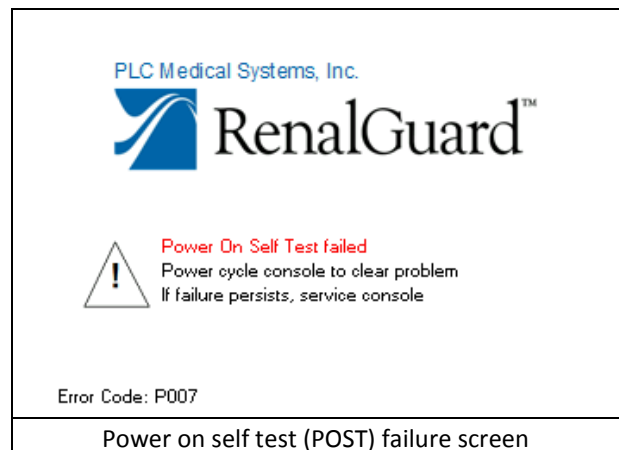 PLC Medical Systems, Inc.
RenalGuard™
!
Power On Self Test failed
Power cycle console to clear problem
If failure persists, service console
Error Code: P007
Power on self test (POST) failure screen